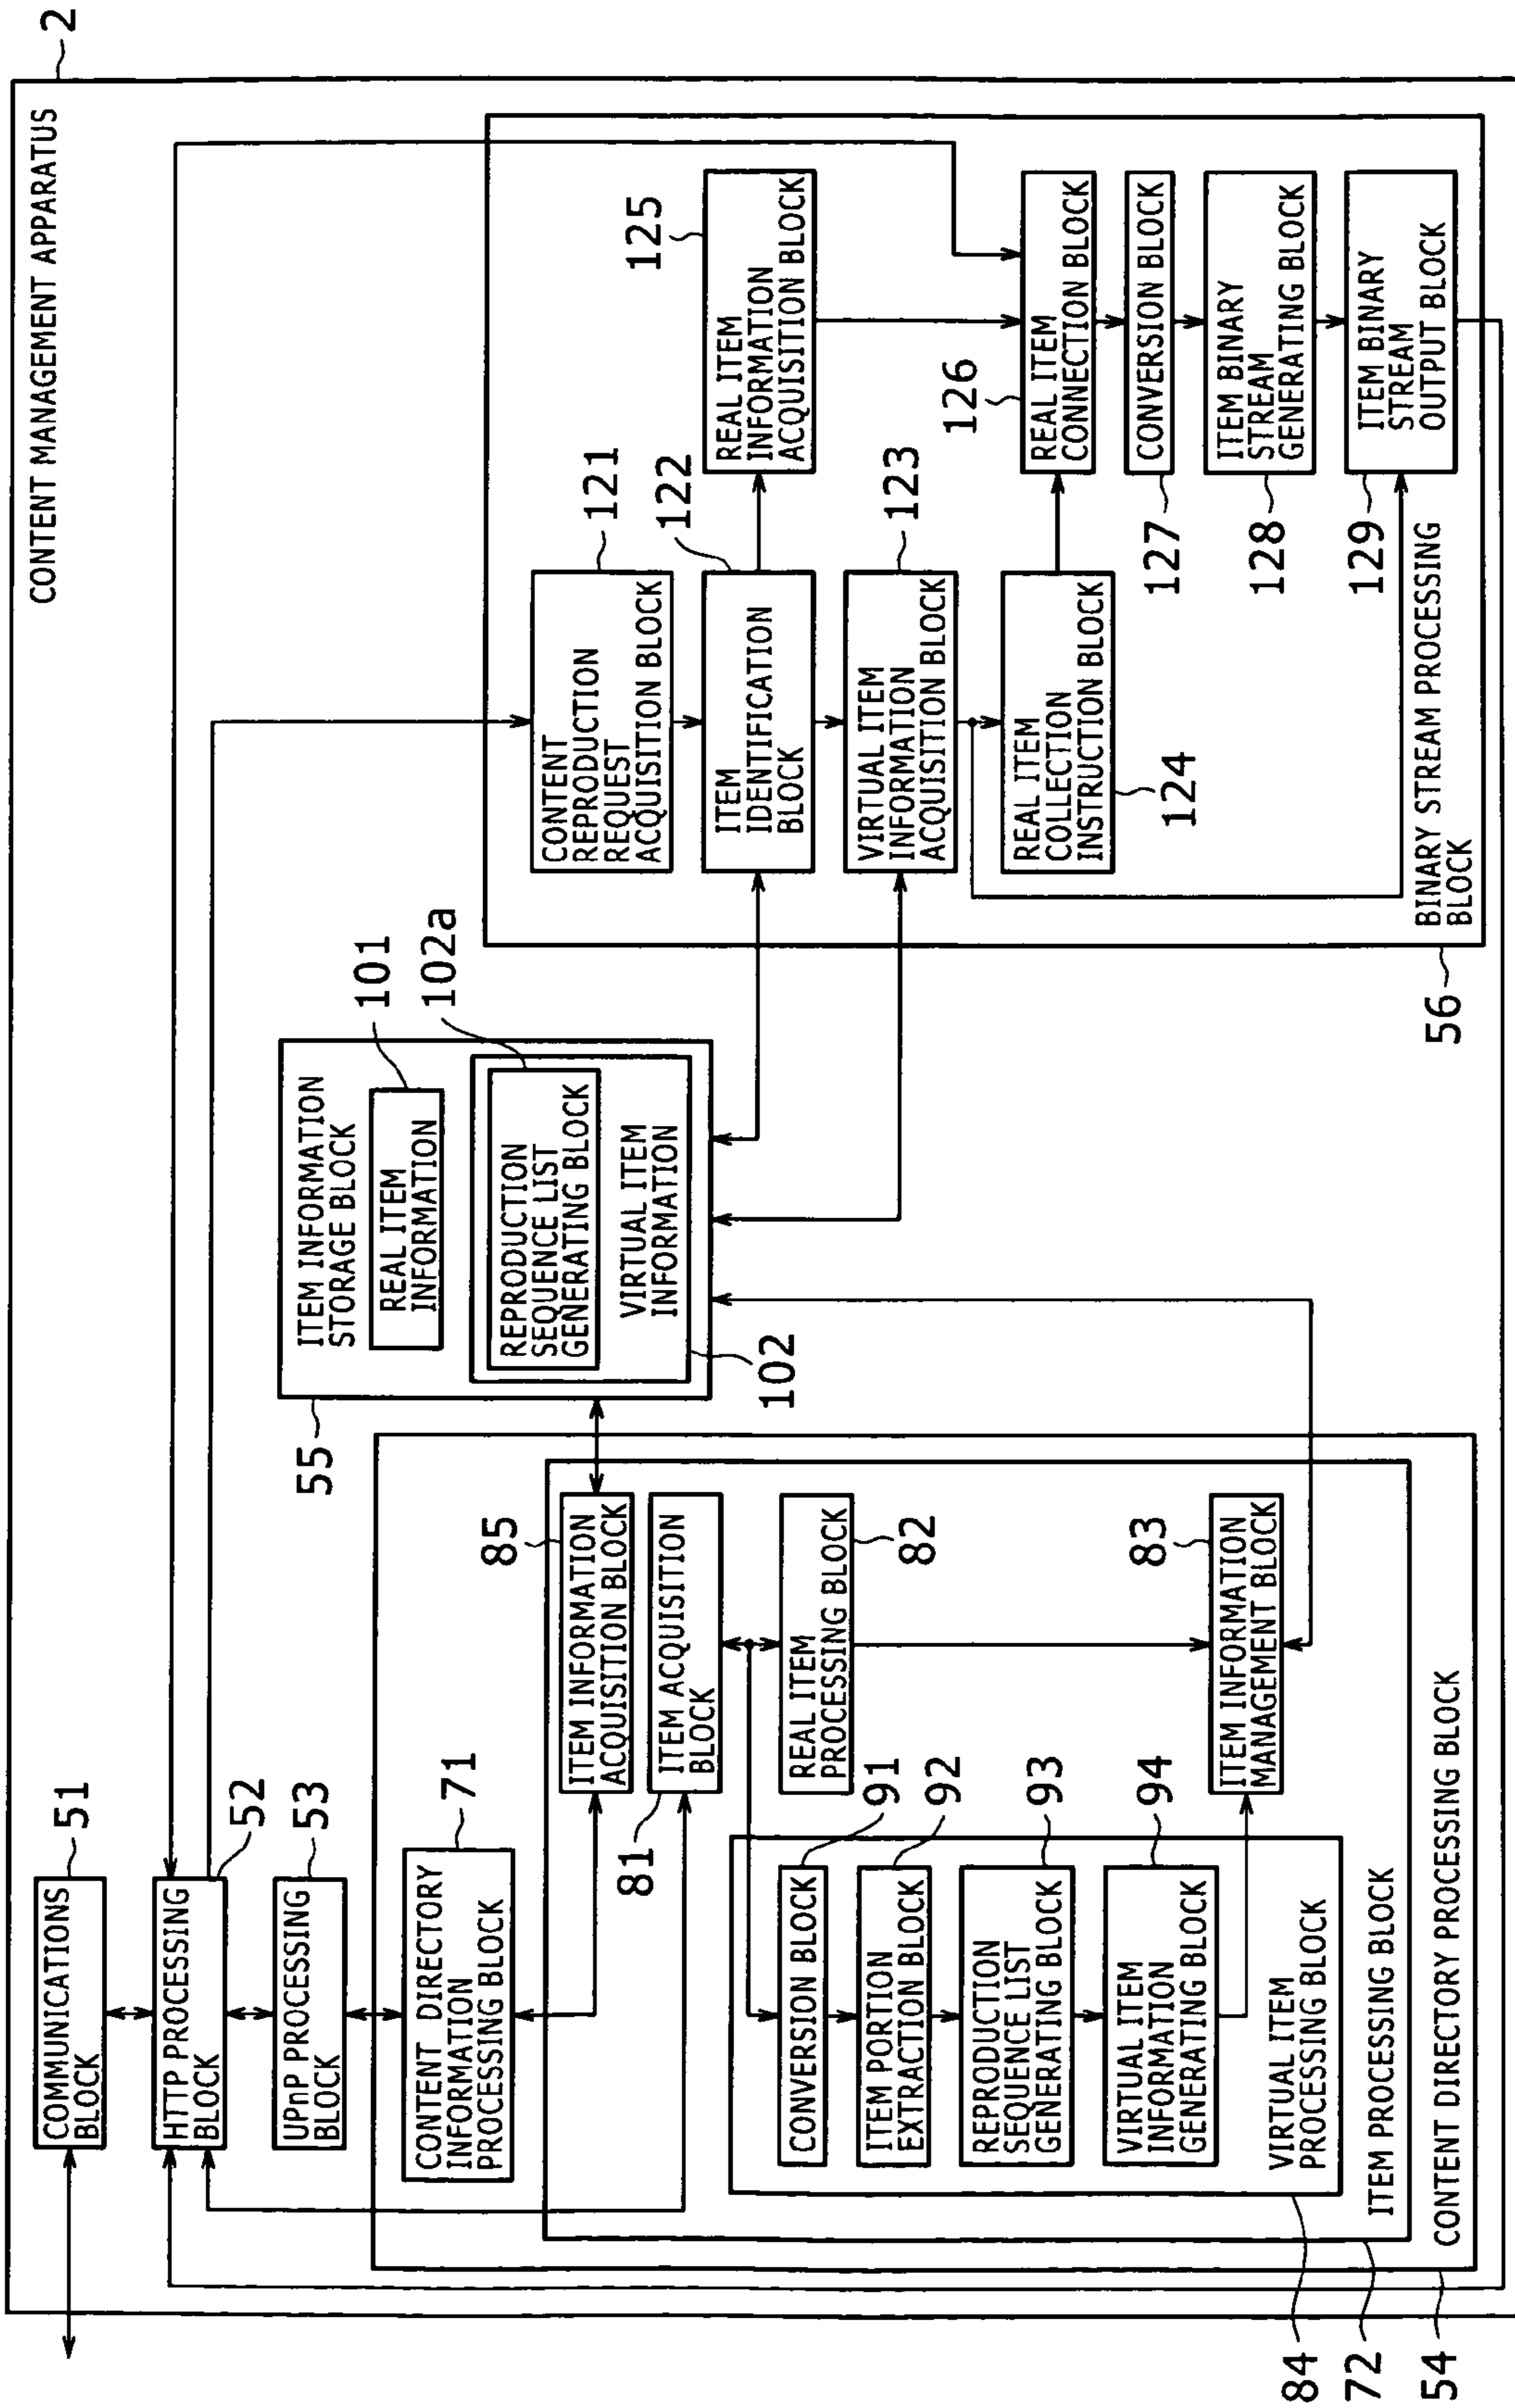 CONTENT MANAGEMENT APPARATUS
2
COMMUNICATIONS
BLOCK
51
HTTP PROCESSING
BLOCK
52
UPnP PROCESSING
BLOCK
53
CONTENT DIRECTORY
INFORMATION
PROCESSING BLOCK
71
ITEM INFORMATION
ACQUISITION BLOCK
85
ITEM ACQUISITION
BLOCK
81
REAL ITEM
PROCESSING BLOCK
82
CONVERSION BLOCK
91
ITEM PORTION
EXTRACTION BLOCK
92
REPRODUCTION
SEQUENCE LIST
GENERATING BLOCK
93
VIRTUAL ITEM
INFORMATION
GENERATING BLOCK
94
VIRTUAL ITEM
PROCESSING BLOCK
84
ITEM INFORMATION
MANAGEMENT BLOCK
83
ITEM PROCESSING BLOCK
72
CONTENT DIRECTORY PROCESSING BLOCK
54
ITEM INFORMATION
STORAGE BLOCK
55
REAL ITEM
INFORMATION
101
REPRODUCTION
SEQUENCE LIST
GENERATING BLOCK
102a
VIRTUAL ITEM
INFORMATION
102
CONTENT
REPRODUCTION
REQUEST
ACQUISITION BLOCK
121
ITEM
IDENTIFICATION
BLOCK
122
VIRTUAL ITEM
INFORMATION
ACQUISITION BLOCK
123
REAL ITEM
COLLECTION
INSTRUCTION BLOCK
124
REAL ITEM
INFORMATION
ACQUISITION BLOCK
125
REAL ITEM
CONNECTION BLOCK
126
CONVERSION BLOCK
127
ITEM BINARY
STREAM
GENERATING BLOCK
128
ITEM BINARY
STREAM
OUTPUT BLOCK
129
BINARY STREAM PROCESSING
BLOCK
56